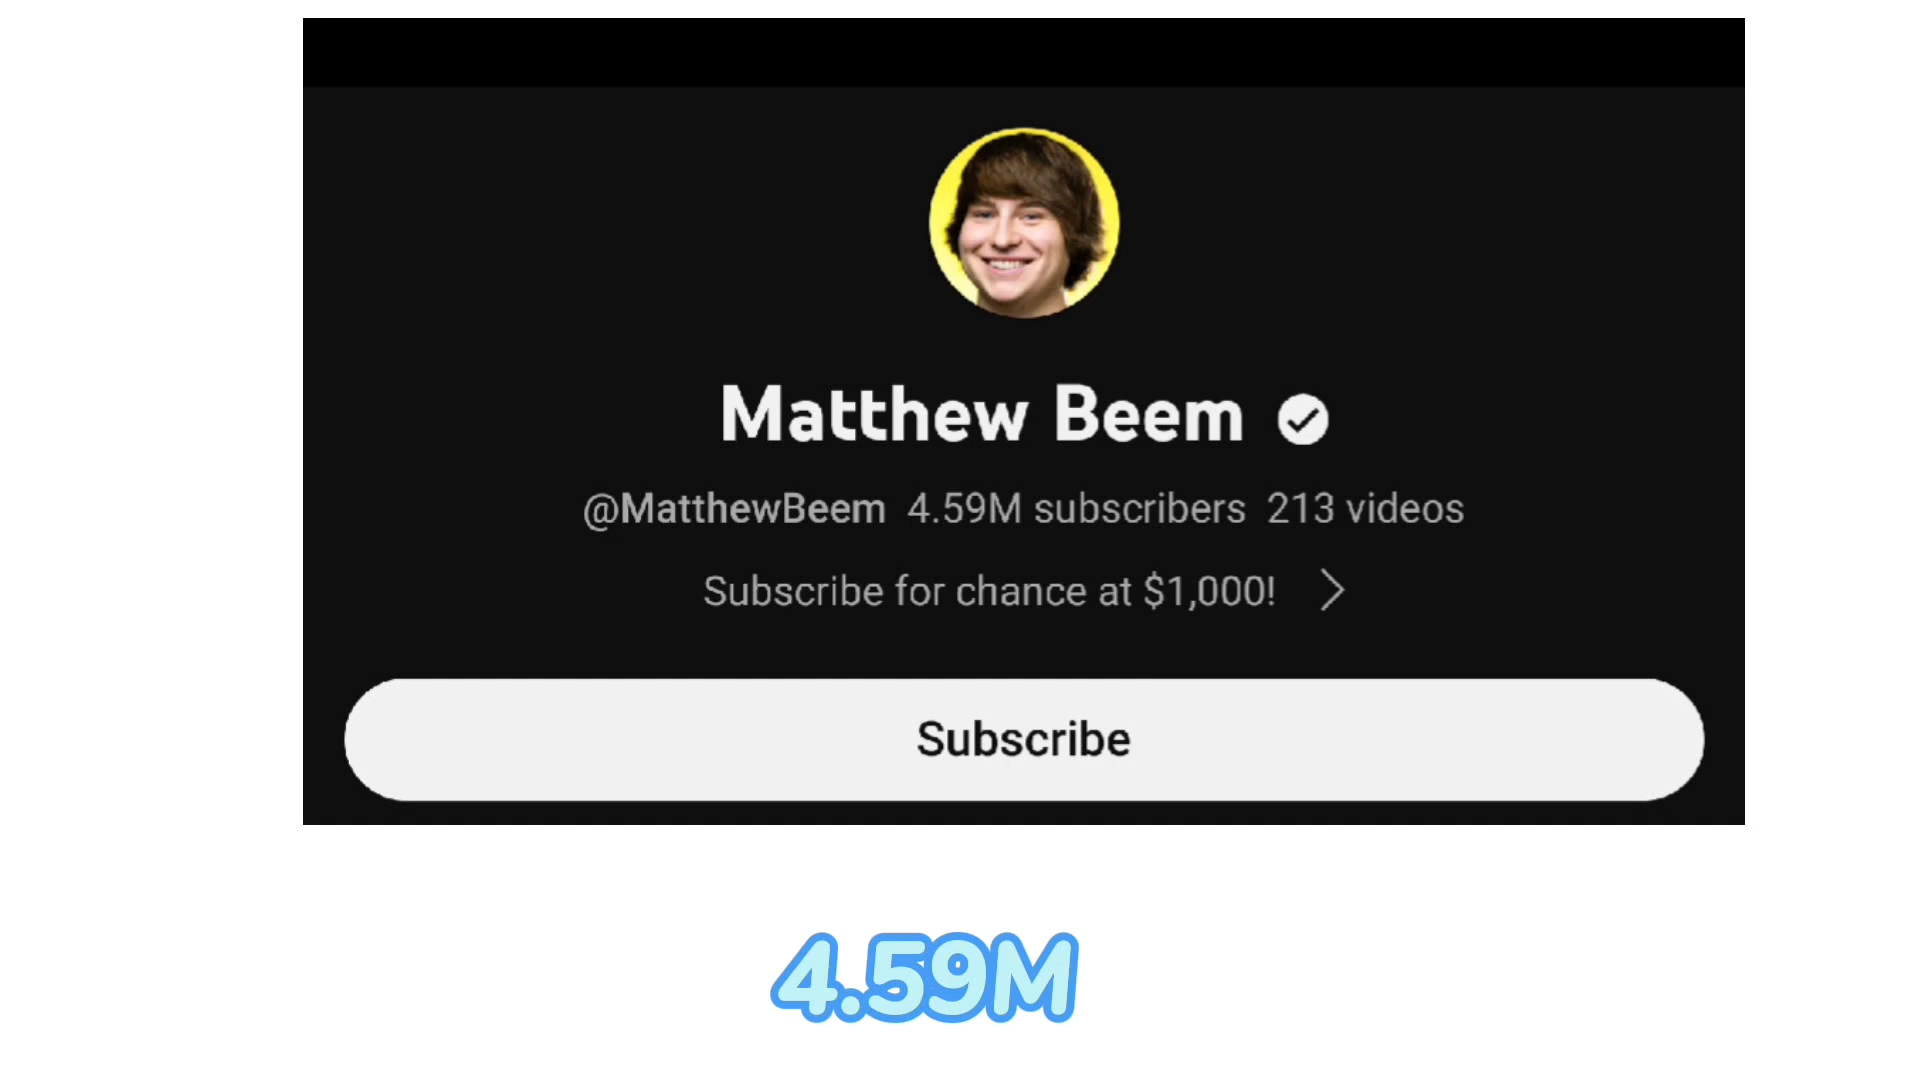 Matthew Beem
@MatthewBeem 4.59M subscribers 213 videos
Subscribe for chance at $1,000!
Subscribe
4.59M